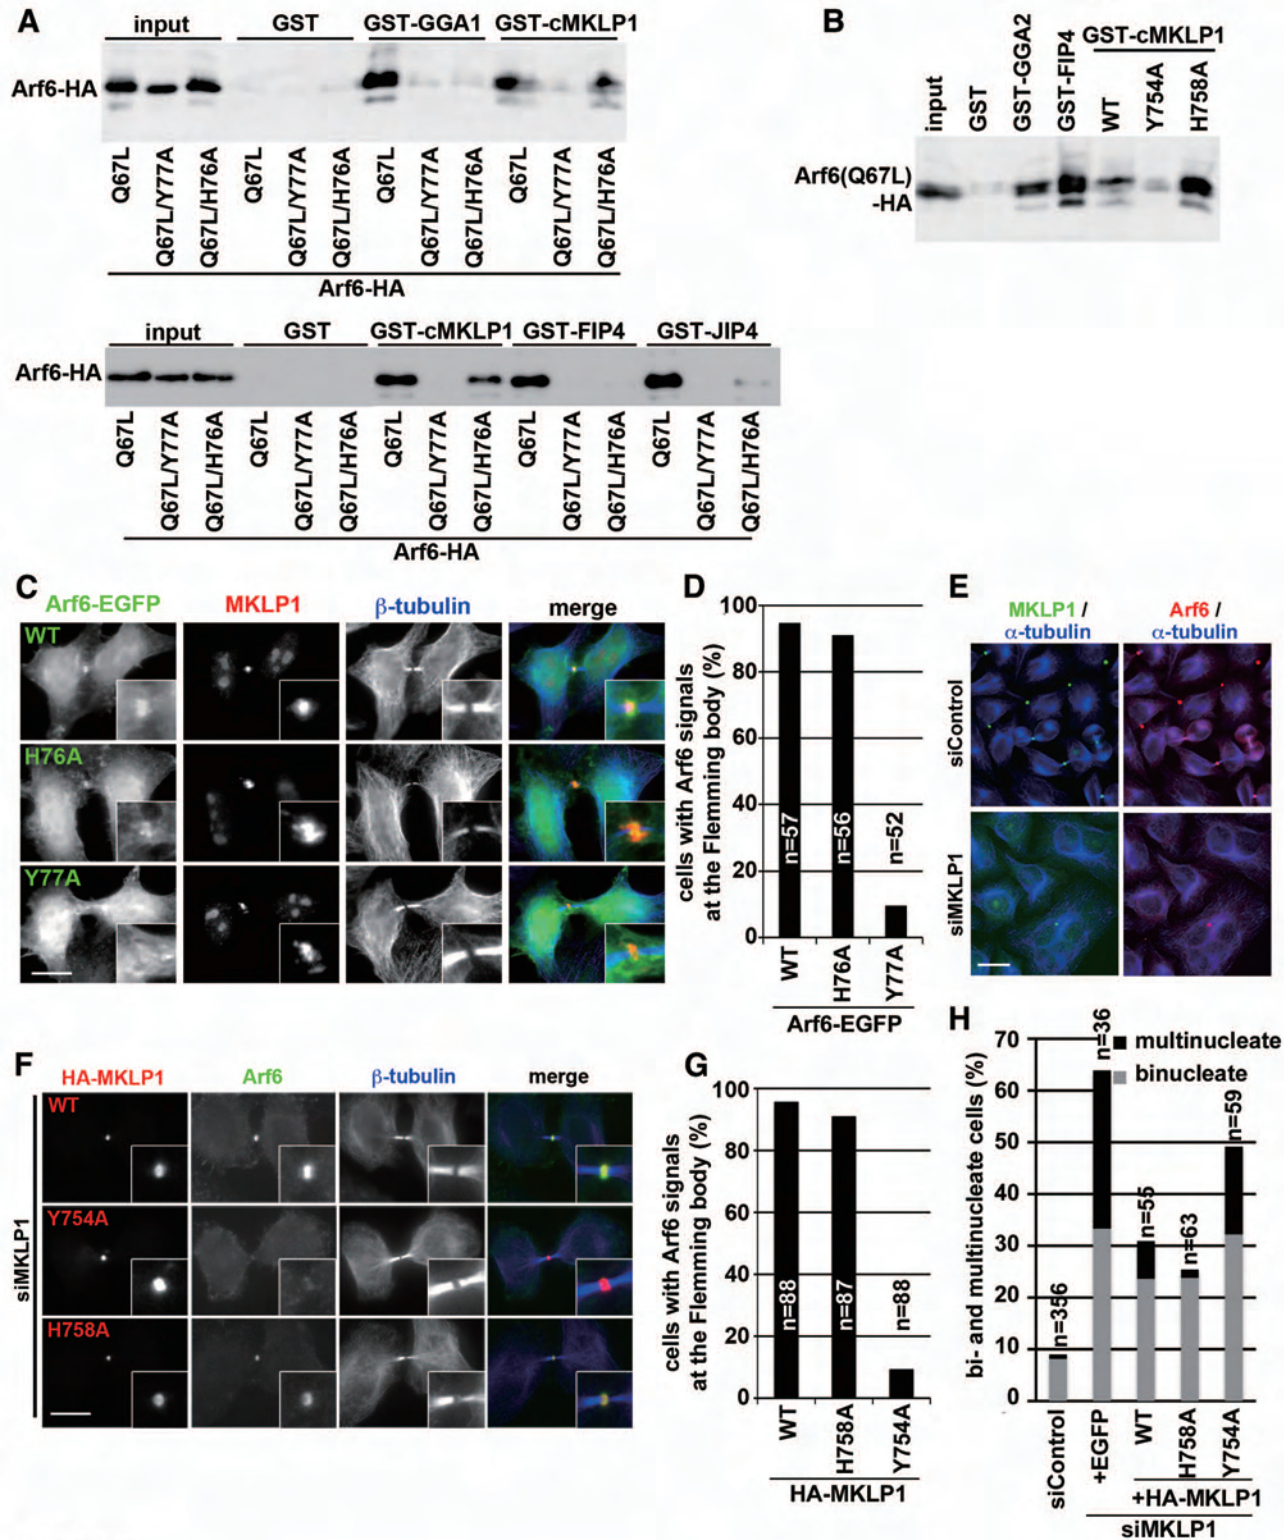 A
input GST GST-GGA1 GST-cMKLP1
Arf6-HA
Q67L Q67L/Y77A Q67L/H76A Q67L Q67L/Y77A Q67L/H76A Q67L Q67L/Y77A Q67L/H76A Q67L Q67L/Y77A Q67L/H76A
Arf6-HA
input GST GST-cMKLP1 GST-FIP4 GST-JIP4
Arf6-HA
Q67L Q67L/Y77A Q67L/H76A Q67L Q67L/Y77A Q67L/H76A Q67L Q67L/Y77A Q67L/H76A Q67L Q67L/Y77A Q67L/H76A Q67L Q67L/Y77A Q67L/H76A
Arf6-HA
B
GST-cMKLP1
input GST GST-GGA2 GST-FIP4 WT Y754A H758A
Arf6(Q67L)
-HA
C
Arf6-EGFP MKLP1 β-tubulin merge
WT
H76A
Y77A
D
cells with Arf6 signals
at the Flemming body (%)
100
80
60
40
20
0
n=57 n=56 n=52
WT H76A Y77A
Arf6-EGFP
E
MKLP1 / Arf6 /
α-tubulin α-tubulin
siControl
siMKLP1
F
HA-MKLP1 Arf6 β-tubulin merge
siMKLP1
WT
Y754A
H758A
G
cells with Arf6 signals
at the Flemming body (%)
100
80
60
40
20
0
n=88 n=87 n=88
WT H758A Y754A
HA-MKLP1
H
bi- and multinucleate cells (%)
70
60
50
40
30
20
10
0
multinucleate
binucleate
n=356 n=36 n=55 n=63 n=59
siControl +EGFP WT H758A Y754A
+HA-MKLP1
siMKLP1